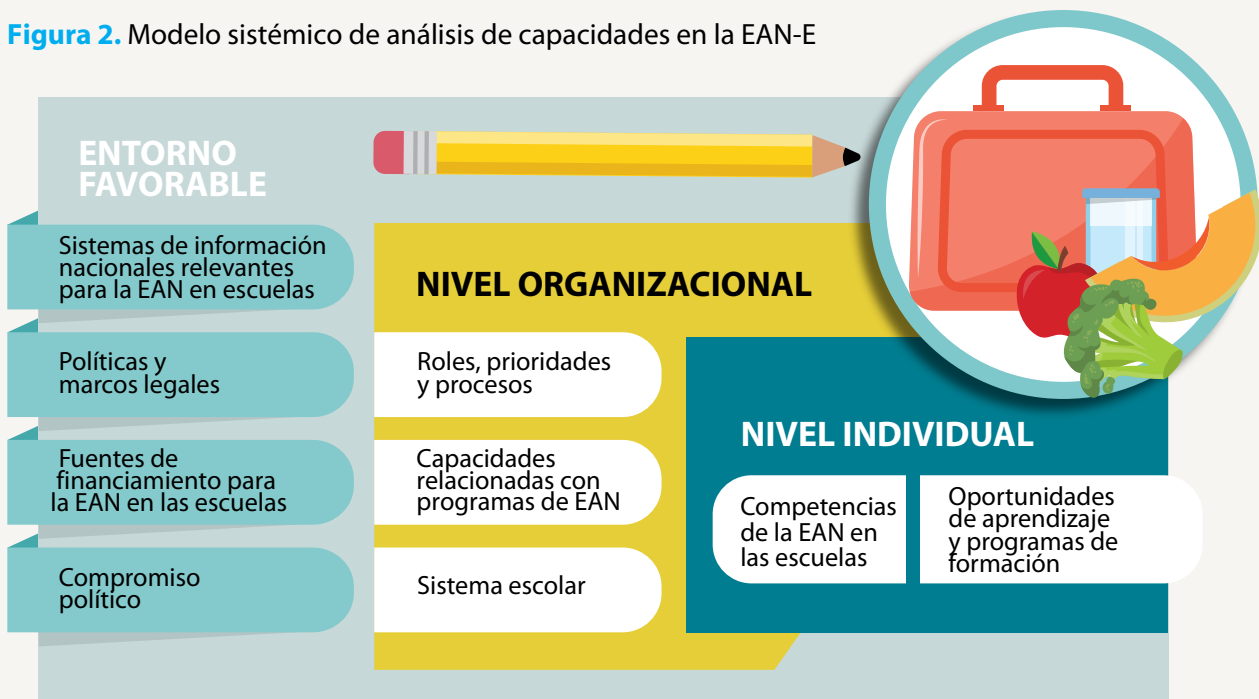 Figura 2. Modelo sistémico de análisis de capacidades en la EAN-E
ENTORNO
FAVORABLE
Sistemas de información
nacionales relevantes
para la EAN en escuelas
Políticas y
marcos legales
Fuentes de
financiamiento para
la EAN en las escuelas
Compromiso
político
NIVEL ORGANIZACIONAL
Roles, prioridades
y procesos
Capacidades
relacionadas con
programas de EAN
Sistema escolar
NIVEL INDIVIDUAL
Competencias
de la EAN en
las escuelas
Oportunidades
de aprendizaje
y programas de
formación